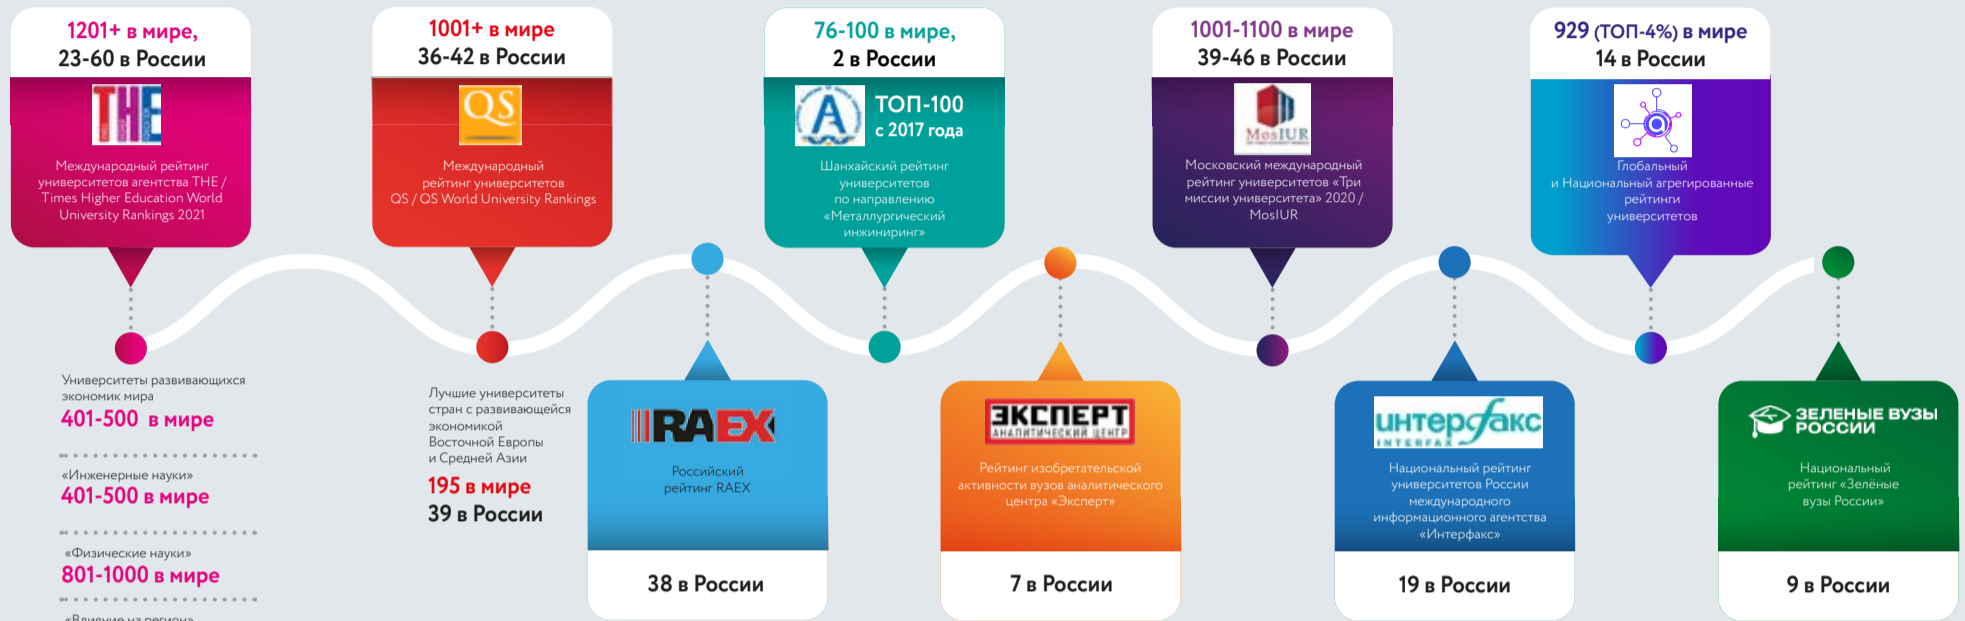 1201+ в мире,
23-60 в России
THE
Международный рейтинг
университетов агентства THE /
Times Higher Education World
University Rankings 2021
Университеты развивающихся
экономик мира
401-500 в мире
«Инженерные науки»
401-500 в мире
«Физические науки»
801-1000 в мире
«Влияние на регион»
1001+ в мире
36-42 в России
QS
Международный
рейтинг университетов
QS / QS World University Rankings
Лучшие университеты
стран с развивающейся
экономикой
Восточной Европы
и Средней Азии
195 в мире
39 в России
RAEX
Российский
рейтинг RAEX
38 в России
76-100 в мире,
2 в России
ТОП-100
с 2017 года
Шанхайский рейтинг
университетов
по направлению
«Металлургический
инжиниринг»
ЭКСПЕРТ
АНАЛИТИЧЕСКИЙ ЦЕНТР
Рейтинг изобретательской
активности вузов аналитического
центра «Эксперт»
7 в России
1001-1100 в мире
39-46 в России
MosIUR
Московский международный
рейтинг университетов «Три
миссии университета» 2020 /
MosIUR
интерфакс
INTERFAX
Национальный рейтинг
университетов России
международного
информационного агентства
«Интерфакс»
19 в России
929 (ТОП-4%) в мире
14 в России
Глобальный
и Национальный агрегированные
рейтинги
университетов
ЗЕЛЕНЫЕ ВУЗЫ
РОССИИ
Национальный
рейтинг «Зелёные
вузы России»
9 в России